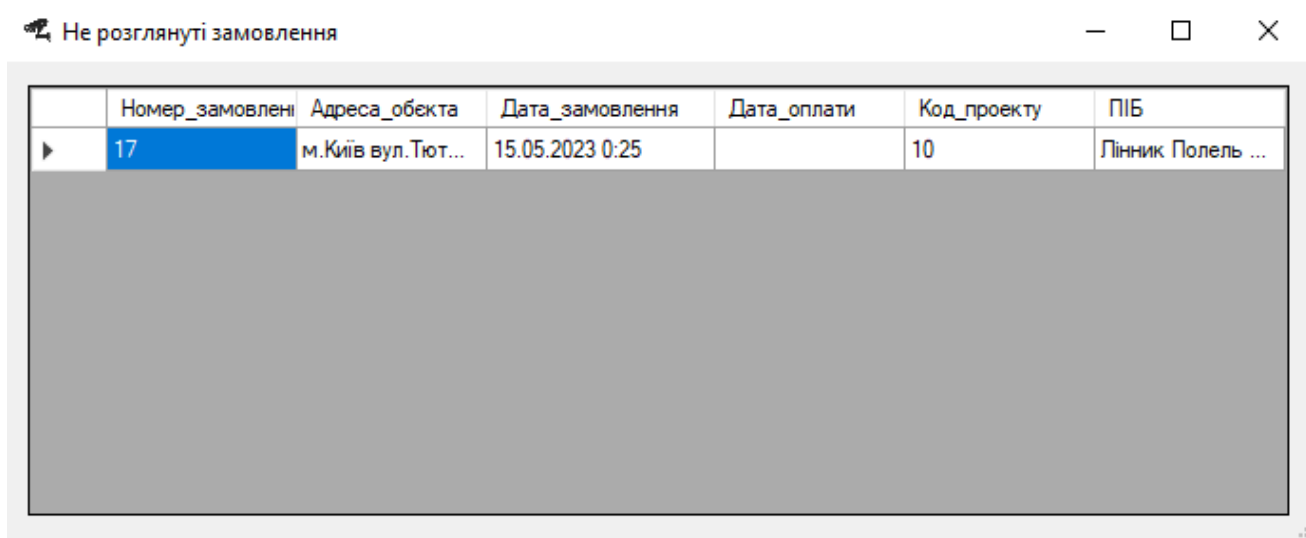 Не розглянуті замовлення
Номер_замовленн Адреса_обєкта Дата_замовлення Дата_оплати Код_проекту ПІБ
17 м.Київ вул.Тют... 15.05.2023 0:25 10 Лінник Полель ...